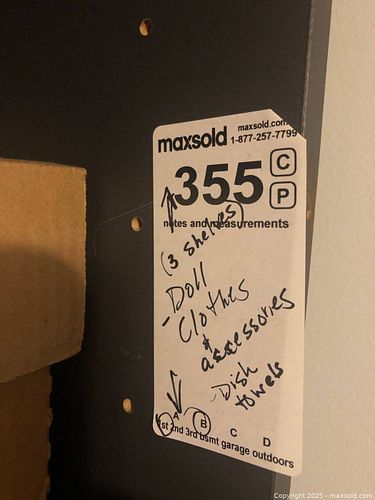 maxsold
maxsold.com
1-877-257-7799
355
C
P
notes and measurements
(3 shelves)
-Doll
Clothes
&
accessories
-Dish
towels
A B C D
1st 2nd 3rd bsmt garage outdoors
Copyright 2025 - maxsold.com